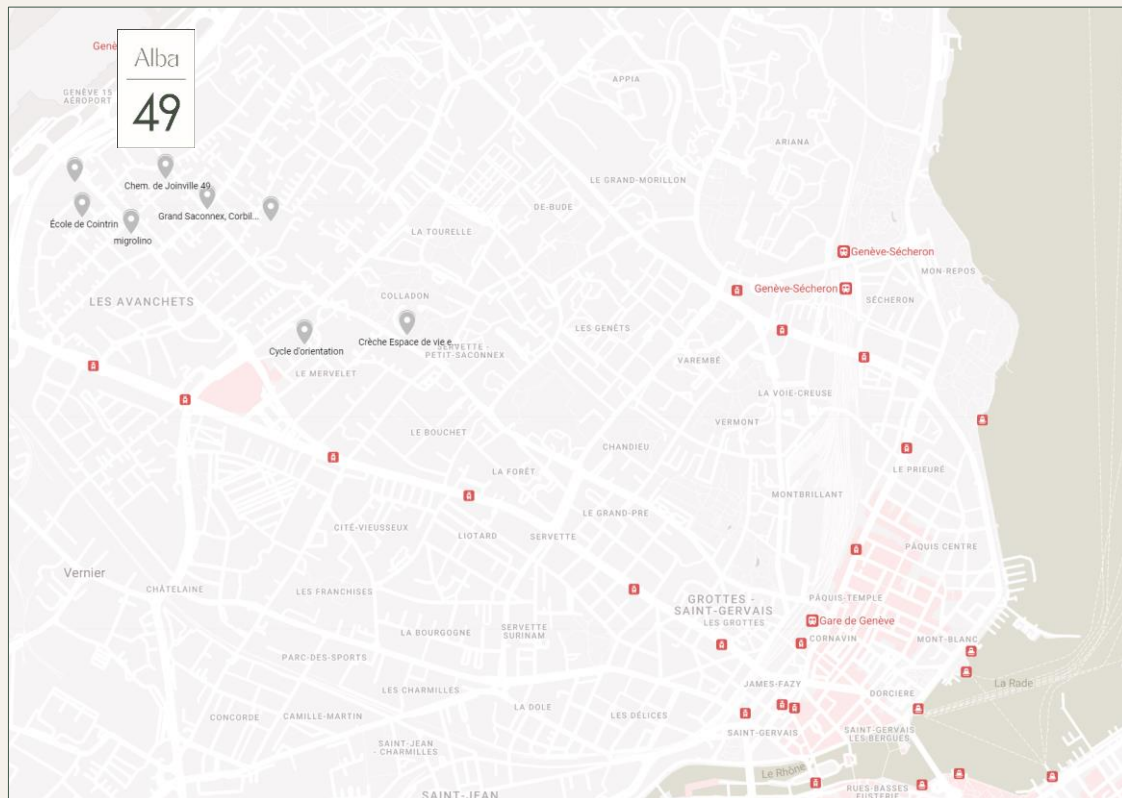 Genè
Alba
49
GENÈVE 15
AÉROPORT
APPIA
ARIANA
Chem. de Joinville 49
LE GRAND-MORILLON
École de Cointrin
Grand Saconnex, Corbil...
migrolino
DE-BUDE
LA TOURELLE
Genève-Sécheron
MON-REPOS
Genève-Sécheron
SÉCHERON
LES AVANCHETS
COLLADON
LES GENÊTS
Cycle d'orientation
Crèche Espace de vie e...
SERVETTE -
PETIT-SACONNEX
VAREMBÉ
LE MERVELET
LA VOIE-CREUSE
VERMONT
LE BOUCHET
CHANDIEU
LA FORÊT
LE PRIEURÉ
MONTBRILLANT
LE GRAND-PRE
CITÉ-VIEUSSEUX
LIOTARD
SERVETTE
PÂQUIS CENTRE
Vernier
CHÂTELAINE
LES FRANCHISES
GROTTES -
SAINT-GERVAIS
LES GROTTES
PÂQUIS-TEMPLE
Gare de Genève
CORNAVIN
MONT-BLANC
LA BOURGOGNE
SERVETTE
SURINAM
PARC-DES-SPORTS
JAMES-FAZY
La Rade
LES CHARMILLES
DORCIERE
LA DOLE
CONCORDE
CAMILLE-MARTIN
LES DÉLICES
SAINT-GERVAIS
SAINT-GERVAIS
LES BERGUES
SAINT-JEAN
- CHARMILLES
Le Rhône
SAINT-JEAN
RUES-BASSES
FUSTERIE